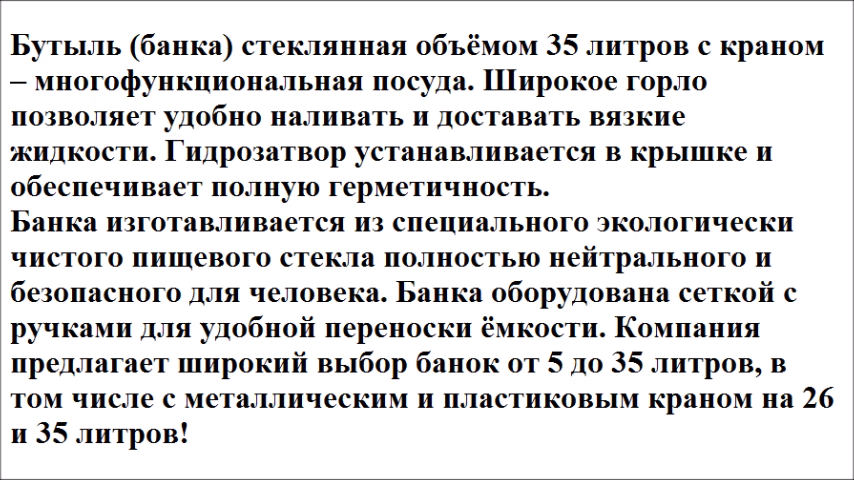 Бутыль (банка) стеклянная объёмом 35 литров с краном
– многофункциональная посуда. Широкое горло
позволяет удобно наливать и доставать вязкие
жидкости. Гидрозатвор устанавливается в крышке и
обеспечивает полную герметичность.
Банка изготавливается из специального экологически
чистого пищевого стекла полностью нейтрального и
безопасного для человека. Банка оборудована сеткой с
ручками для удобной переноски ёмкости. Компания
предлагает широкий выбор банок от 5 до 35 литров, в
том числе с металлическим и пластиковым краном на 26
и 35 литров!